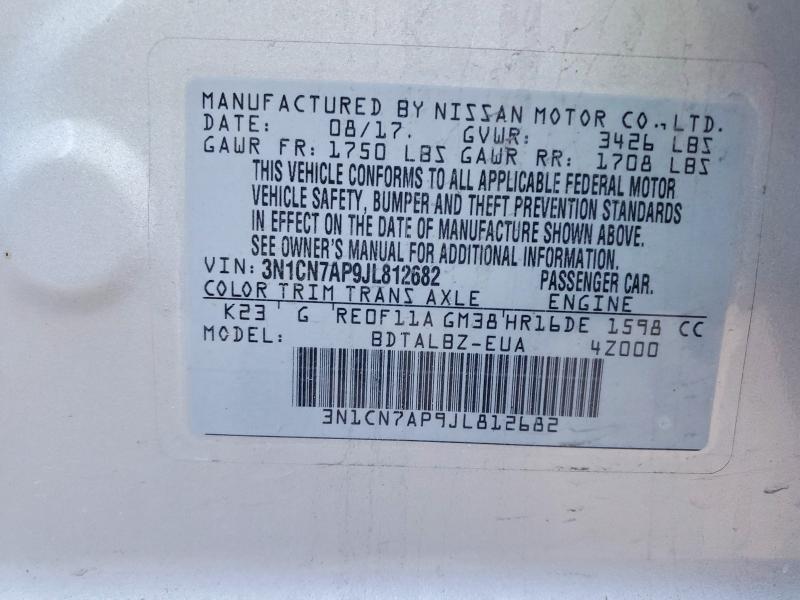 MANUFACTURED BY NISSAN MOTOR CO.,LTD.
DATE: 08/17. GVWR: 3426 LBS
GAWR FR: 1750 LBS GAWR RR: 1708 LBS
THIS VEHICLE CONFORMS TO ALL APPLICABLE FEDERAL MOTOR
VEHICLE SAFETY, BUMPER AND THEFT PREVENTION STANDARDS
IN EFFECT ON THE DATE OF MANUFACTURE SHOWN ABOVE.
SEE OWNER'S MANUAL FOR ADDITIONAL INFORMATION.
VIN: 3N1CN7AP9JL812682 PASSENGER CAR.
COLOR TRIM TRANS AXLE ENGINE
K23 G RE0F11A GM38 HR16DE 1598 CC
MODEL: BDTALBZ-EUA 4Z000
3N1CN7AP9JL812682